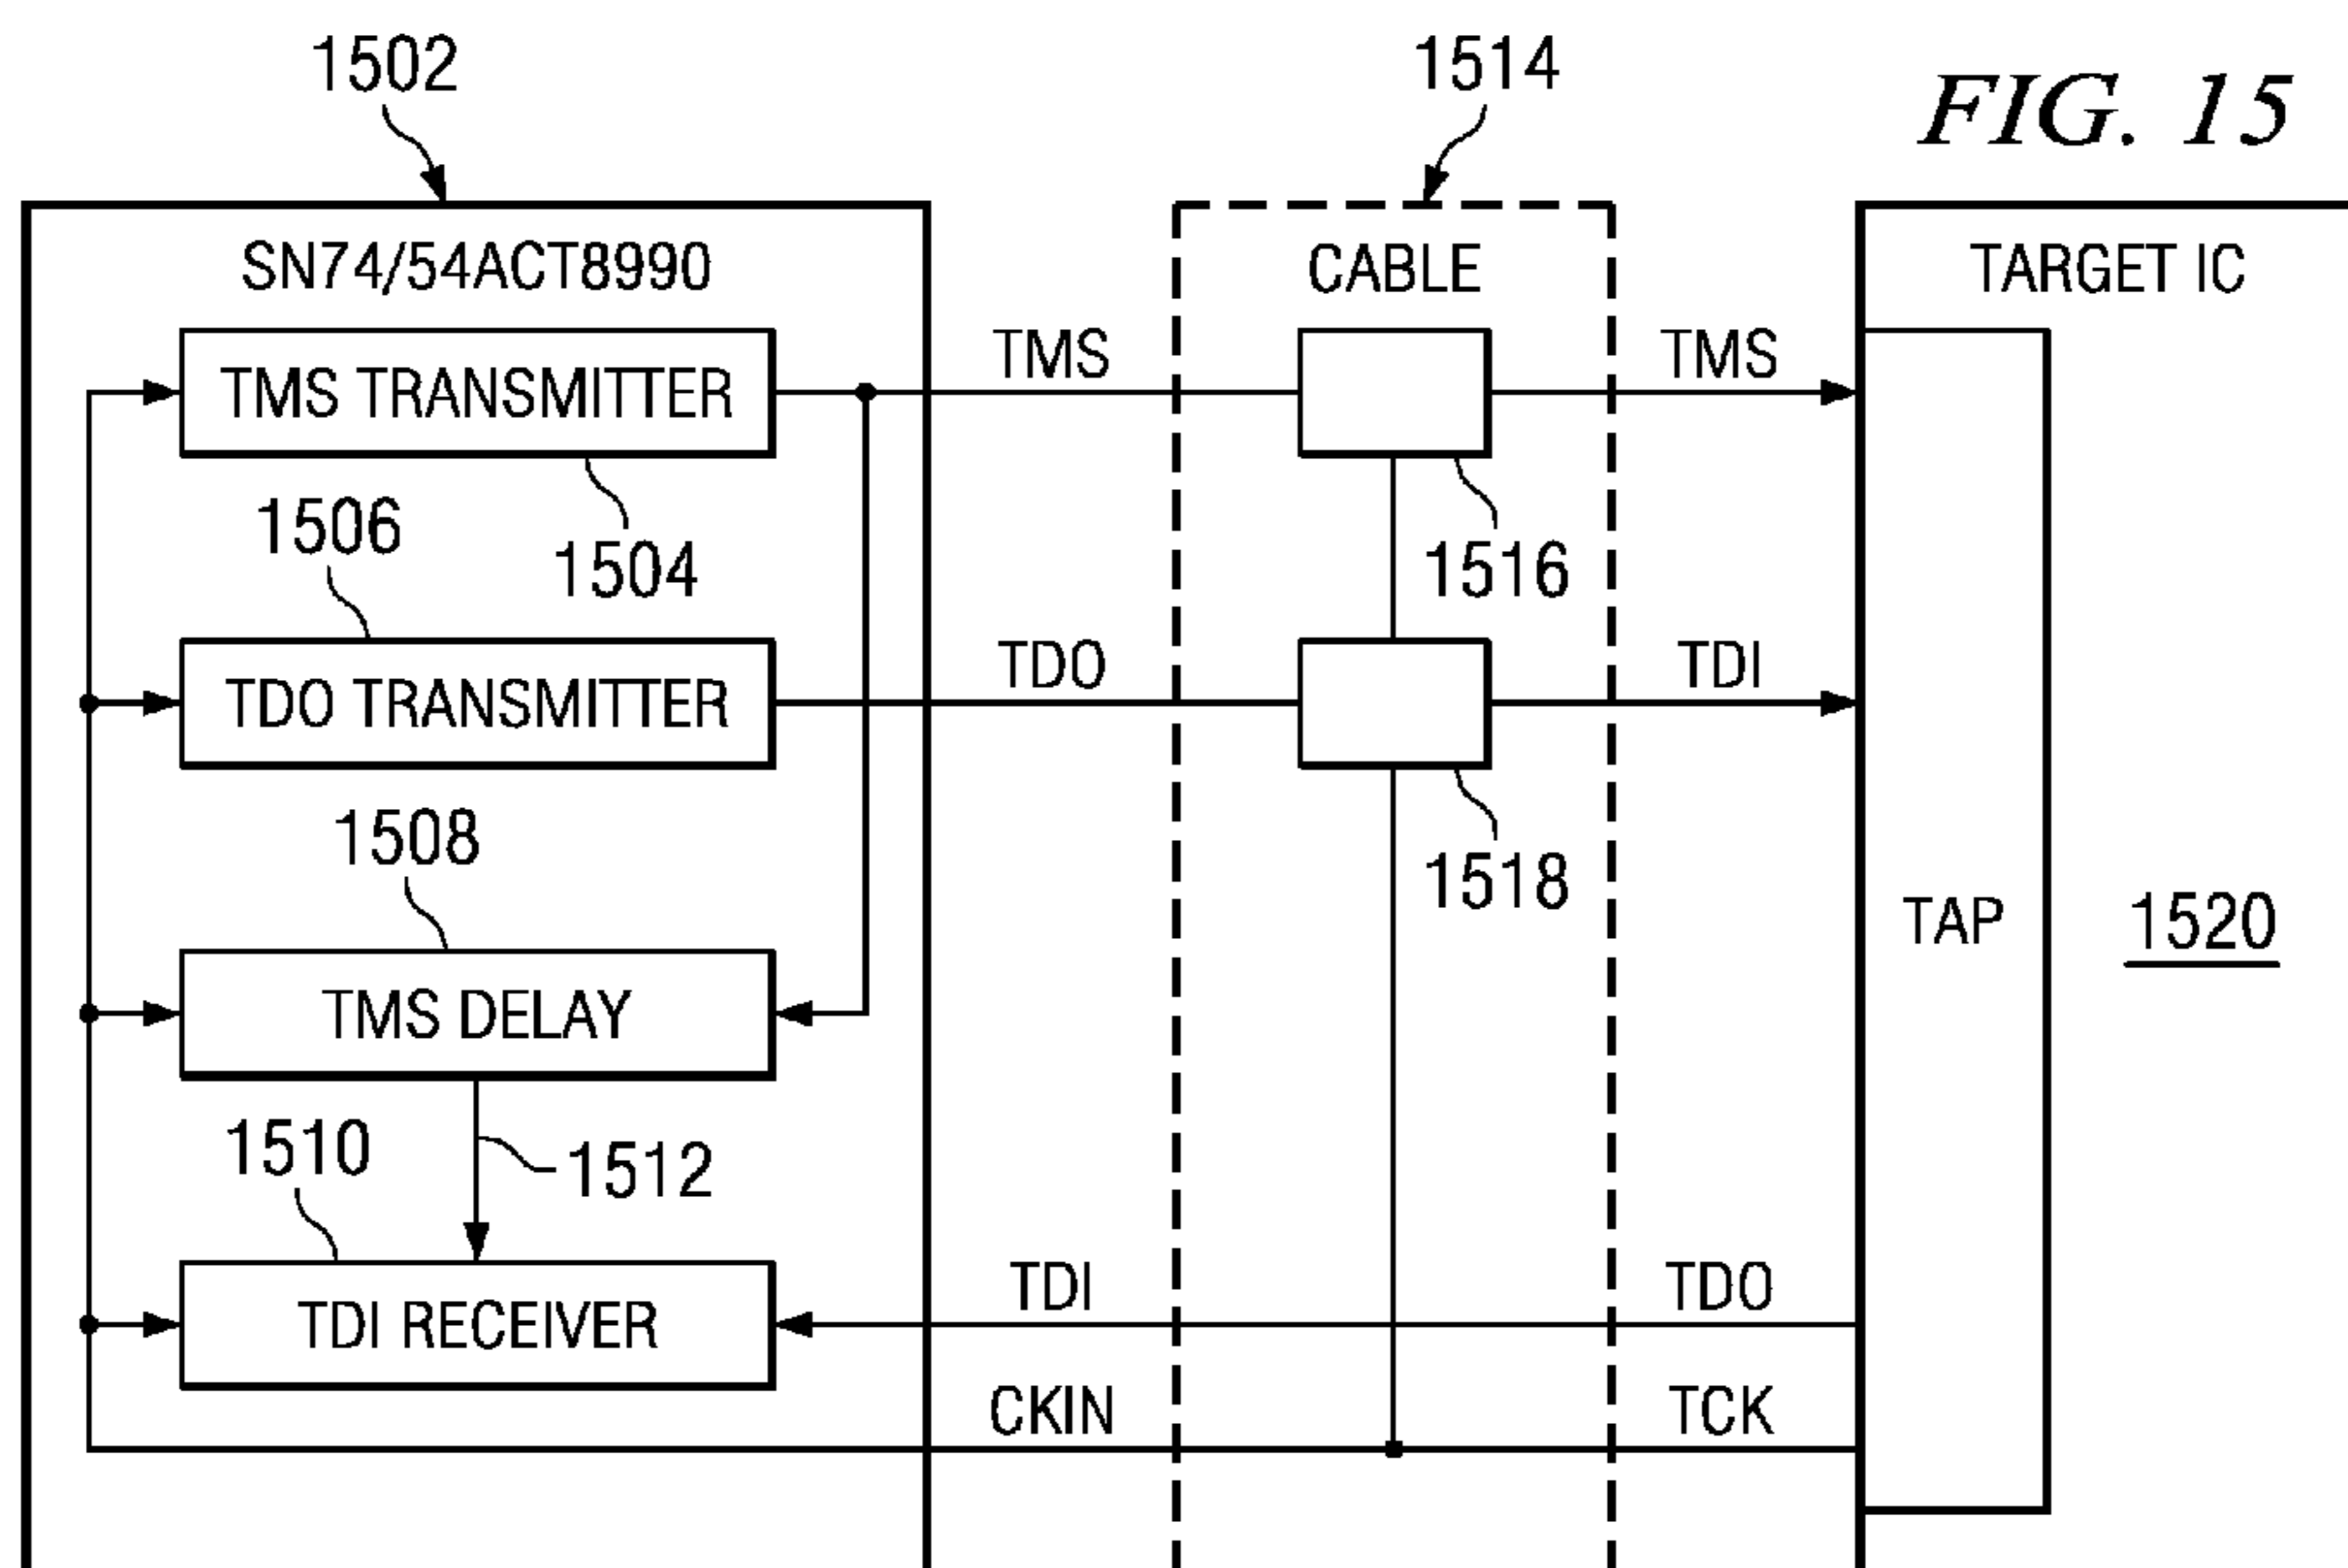 1502
1514
FIG. 15
SN74/54ACT8990
CABLE
TARGET IC
TMS TRANSMITTER
TMS
TMS
1506
1504
1516
TDO TRANSMITTER
TDO
TDI
1508
1518
TAP
1520
TMS DELAY
1510
1512
TDI RECEIVER
TDI
TDO
CKIN
TCK